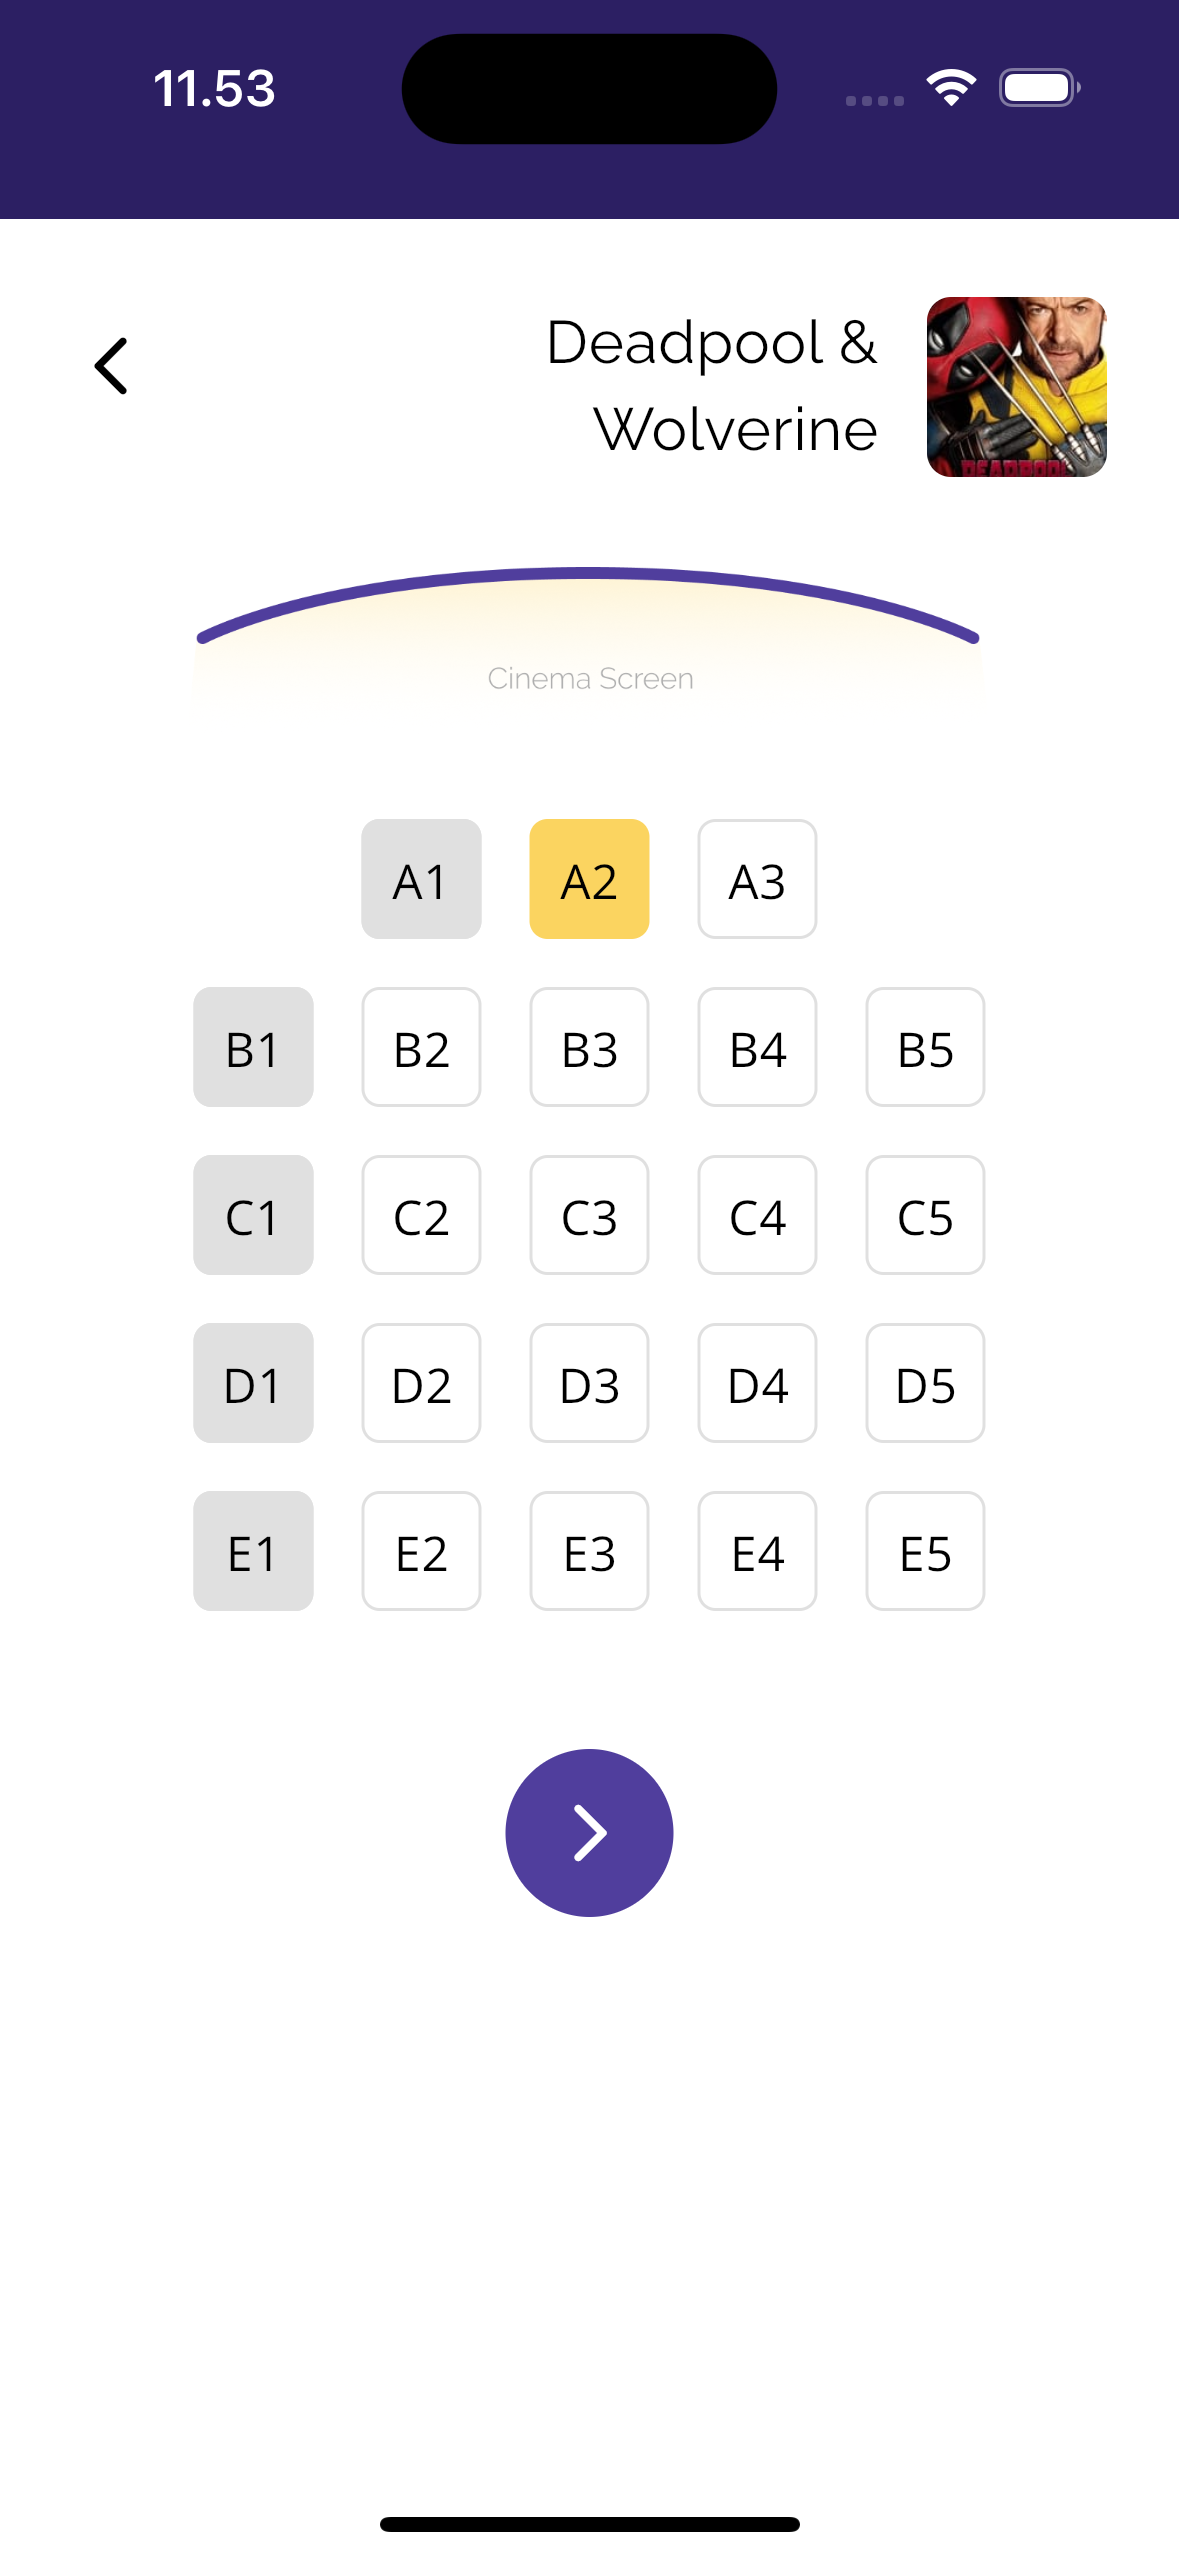 11.53
Deadpool &
Wolverine
DEADPOOL
Cinema Screen
A1 A2 A3
B1 B2 B3 B4 B5
C1 C2 C3 C4 C5
D1 D2 D3 D4 D5
E1 E2 E3 E4 E5